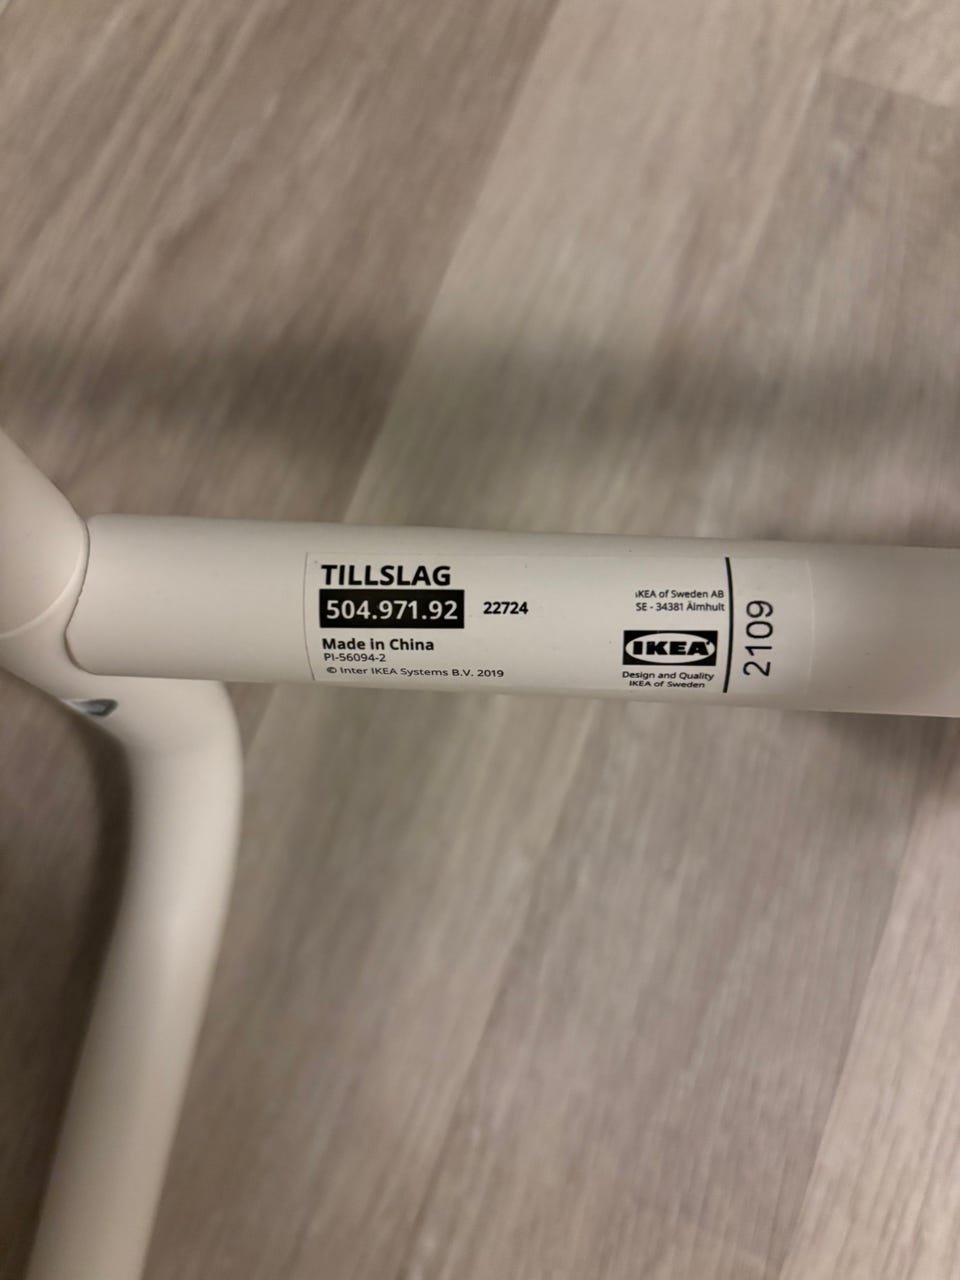 TILLSLAG
504.971.92 22724
Made in China
PI-56094-2
© Inter IKEA Systems B.V. 2019
IKEA of Sweden AB
SE - 34381 Älmhult
IKEA
Design and Quality
IKEA of Sweden
2109